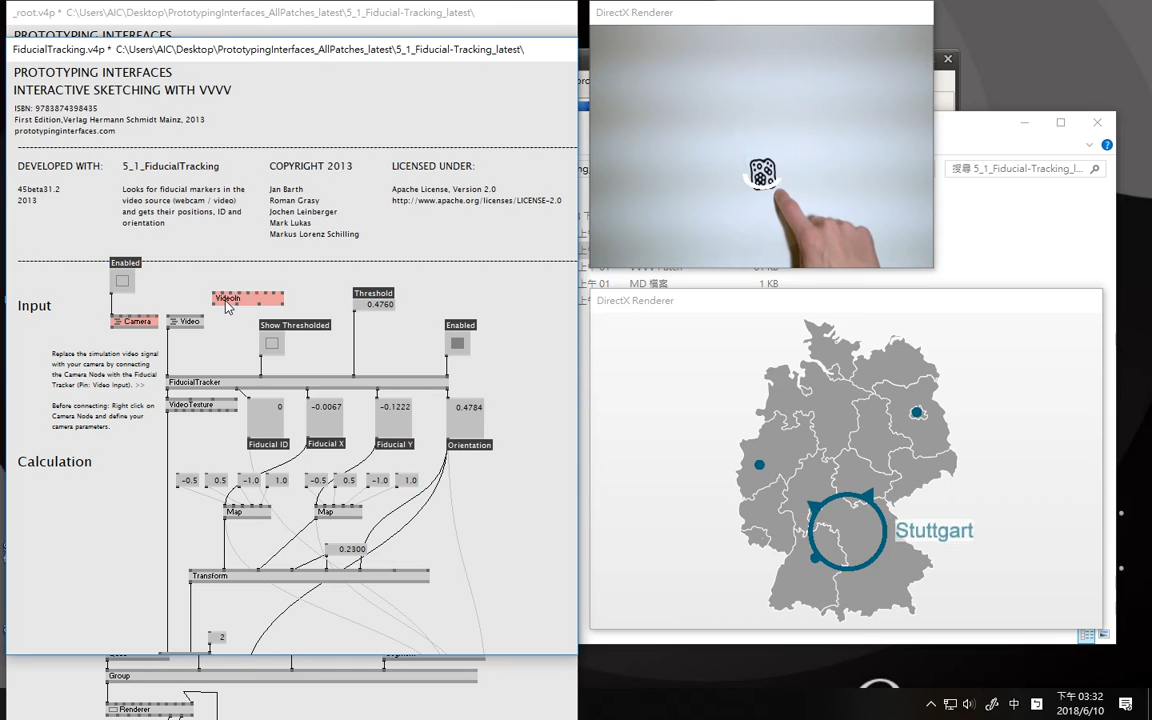 _root.v4p * C:\Users\AIC\Desktop\PrototypingInterfaces_AllPatches_latest\5_1_Fiducial-Tracking_latest\
PROTOTYPING INTERFACES
FiducialTracking.v4p * C:\Users\AIC\Desktop\PrototypingInterfaces_AllPatches_latest\5_1_Fiducial-Tracking_latest\
PROTOTYPING INTERFACES
INTERACTIVE SKETCHING WITH VVVV
ISBN: 9783874398435
First Edition,Verlag Hermann Schmidt Mainz, 2013
prototypinginterfaces.com
DEVELOPED WITH:
45beta31.2
2013
5_1_FiducialTracking
Looks for fiducial markers in the
video source (webcam / video)
and gets their positions, ID and
orientation
COPYRIGHT 2013
Jan Barth
Roman Grasy
Jochen Leinberger
Mark Lukas
Markus Lorenz Schilling
LICENSED UNDER:
Apache License, Version 2.0
http://www.apache.org/licenses/LICENSE-2.0
Enabled
Input
VideoIn
Threshold
0.4760
Camera
Video
Show Thresholded
Enabled
Replace the simulation video signal
with your camera by connecting
the Camera Node with the Fiducial
Tracker (Pin: Video Input). >>
Before connecting: Right click on
Camera Node and define your
camera parameters.
FiducialTracker
VideoTexture
0
-0.0067
-0.1222
0.4784
Fiducial ID
Fiducial X
Fiducial Y
Orientation
Calculation
-0.5
0.5
-1.0
1.0
-0.5
0.5
-1.0
1.0
Map
Map
0.2300
Transform
2
Group
Renderer
DirectX Renderer
搜尋 5_1_Fiducial-Tracking_l...
MD 檔案
1 KB
DirectX Renderer
Stuttgart
中
下午 03:32
2018/6/10